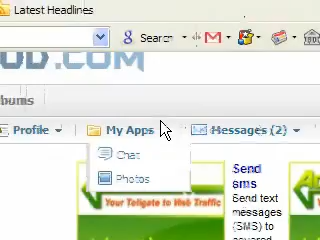 Latest Headlines
Search
OD.COM
bums
Profile
My Apps
Messages (2)
Chat
Photos
Your Tollgate to Web Traffic
Send
sms
Send text
messages
(SMS) to